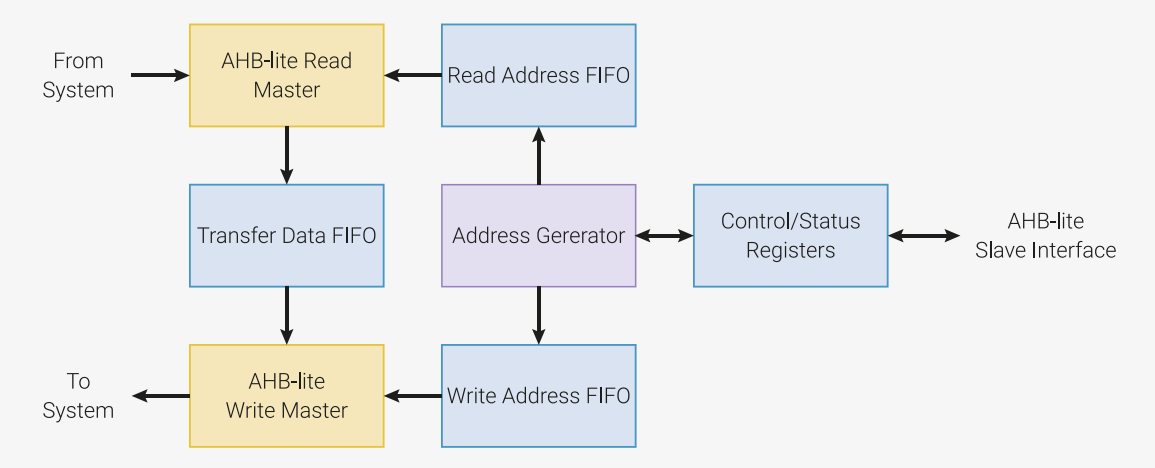 From
System
AHB-lite Read
Master
Read Address FIFO
Transfer Data FIFO
Address Gererator
Control/Status
Registers
AHB-lite
Slave Interface
To
System
AHB-lite
Write Master
Write Address FIFO